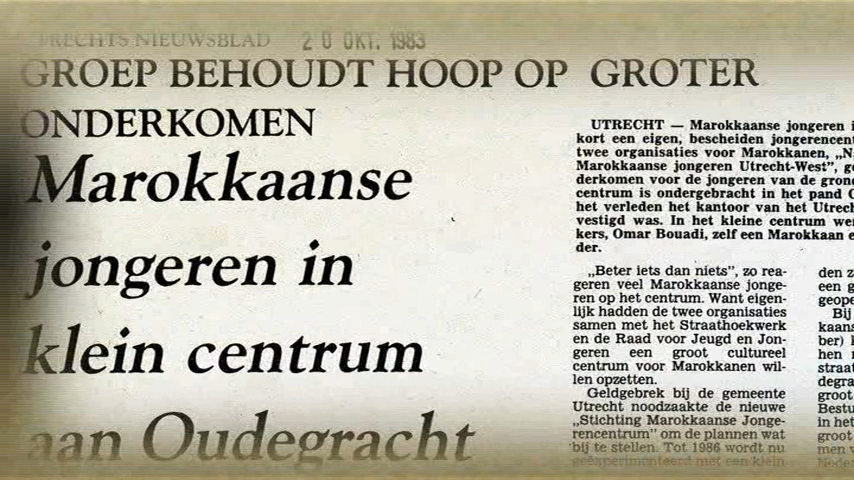 UTRECHTS NIEUWSBLAD 20 OKT. 1983
GROEP BEHOUDT HOOP OP GROTER
ONDERKOMEN
Marokkaanse
jongeren in
klein centrum
aan Oudegracht
UTRECHT — Marokkaanse jongeren
kort een eigen, bescheiden jongerencent
twee organisaties voor Marokkanen, „N
Marokkaanse jongeren Utrecht-West”, g
derkomen voor de jongeren van de gron
centrum is ondergebracht in het pand
het verleden het kantoor van het Utrech
vestigd was. In het kleine centrum wer
kers, Omar Bouadi, zelf een Marokkaan e
der.
„Beter iets dan niets”, zo rea-
geren veel Marokkaanse jonge-
ren op het centrum. Want eigen-
lijk hadden de twee organisaties
samen met het Straathoekwerk
en de Raad voor Jeugd en Jon-
geren een groot cultureel
centrum voor Marokkanen wil-
len opzetten.
Geldgebrek bij de gemeente
Utrecht noodzaakte de nieuwe
„Stichting Marokkaanse Jonge-
rencentrum” om de plannen wat
bij te stellen. Tot 1986 wordt nu
geëxperimenteerd met een klein
den z
een g
geope
Bij
kaans
ber) k
hen r
straat
degra
groot
Bestu
in het
groot
men v
Neder